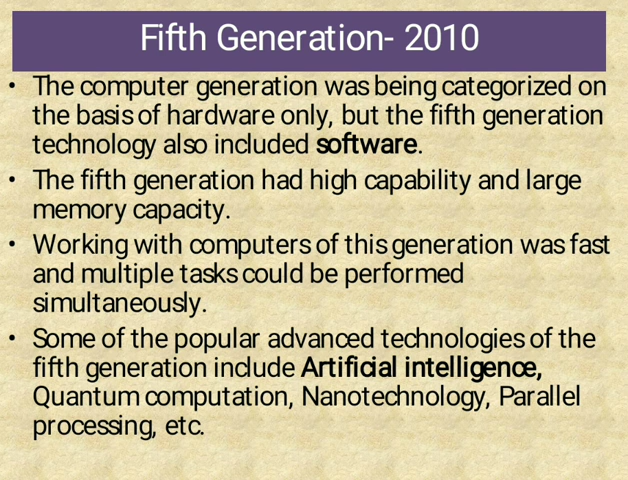 Fifth Generation- 2010
• The computer generation was being categorized on
the basis of hardware only, but the fifth generation
technology also included software.
• The fifth generation had high capability and large
memory capacity.
• Working with computers of this generation was fast
and multiple tasks could be performed
simultaneously.
• Some of the popular advanced technologies of the
fifth generation include Artificial intelligence,
Quantum computation, Nanotechnology, Parallel
processing, etc.